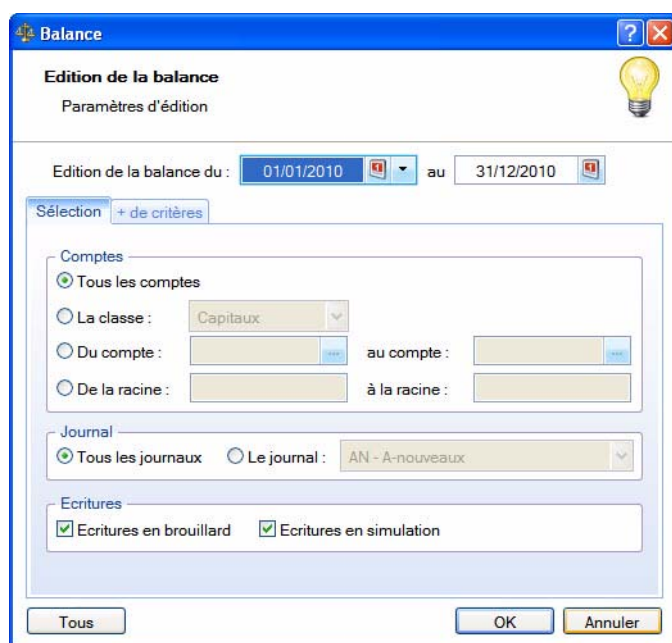 Balance
Edition de la balance
Paramètres d'édition
Edition de la balance du : 01/01/2010 au 31/12/2010
Sélection + de critères
Comptes
Tous les comptes
La classe : Capitaux
Du compte : ... au compte : ...
De la racine : à la racine :
Journal
Tous les journaux Le journal : AN - A-nouveaux
Ecritures
Ecritures en brouillard Ecritures en simulation
Tous OK Annuler